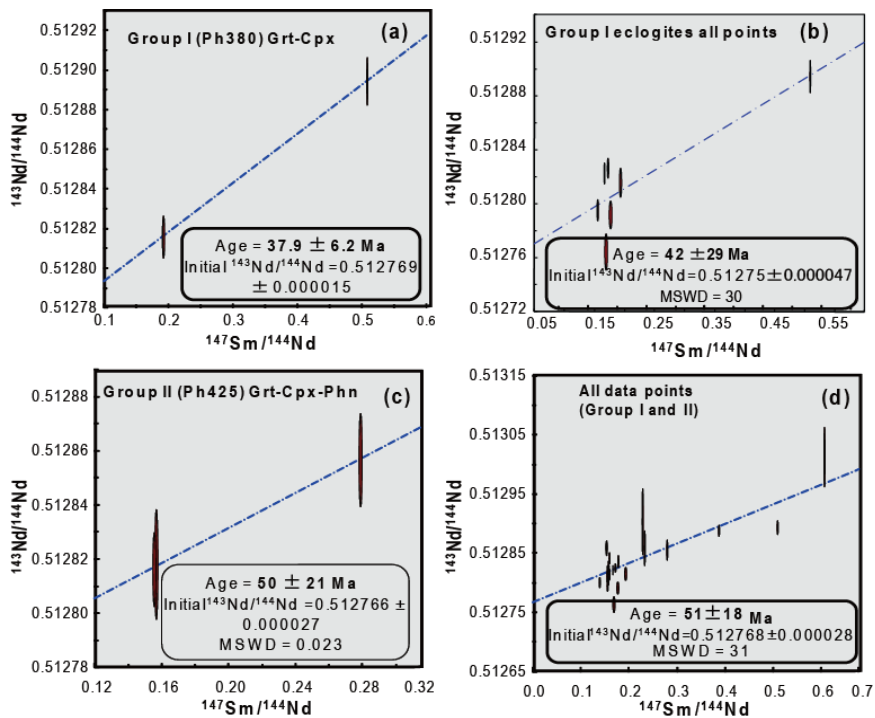 Group I (Ph380) Grt-Cpx
(a)
143Nd/144Nd
0.51292
0.51290
0.51288
0.51286
0.51284
0.51282
0.51280
0.51278
Age = 37.9 ± 6.2 Ma
Initial 143Nd/144Nd=0.512769
± 0.000015
0.1 0.2 0.3 0.4 0.5 0.6
147Sm/144Nd
Group I eclogites all points
(b)
143Nd/144Nd
0.51292
0.51288
0.51284
0.51280
0.51276
0.51272
Age = 42 ±29 Ma
Initial 143Nd/144Nd=0.51275±0.000047
MSWD = 30
0.05 0.15 0.25 0.35 0.45 0.55
147Sm/144Nd
Group II (Ph425) Grt-Cpx-Phn
(c)
143Nd/144Nd
0.51288
0.51286
0.51284
0.51282
0.51280
0.51278
Age = 50 ± 21 Ma
Initial143Nd/144Nd =0.512766 ±
0.000027
MSWD = 0.023
0.12 0.16 0.20 0.24 0.28 0.32
147Sm/144Nd
All data points
(Group I and II)
(d)
143Nd/144Nd
0.51315
0.51305
0.51295
0.51285
0.51275
0.51265
Age = 51±18 Ma
Initial143Nd/144Nd=0.512768±0.000028
MSWD = 31
0.0 0.1 0.2 0.3 0.4 0.5 0.6 0.7
147Sm/144Nd